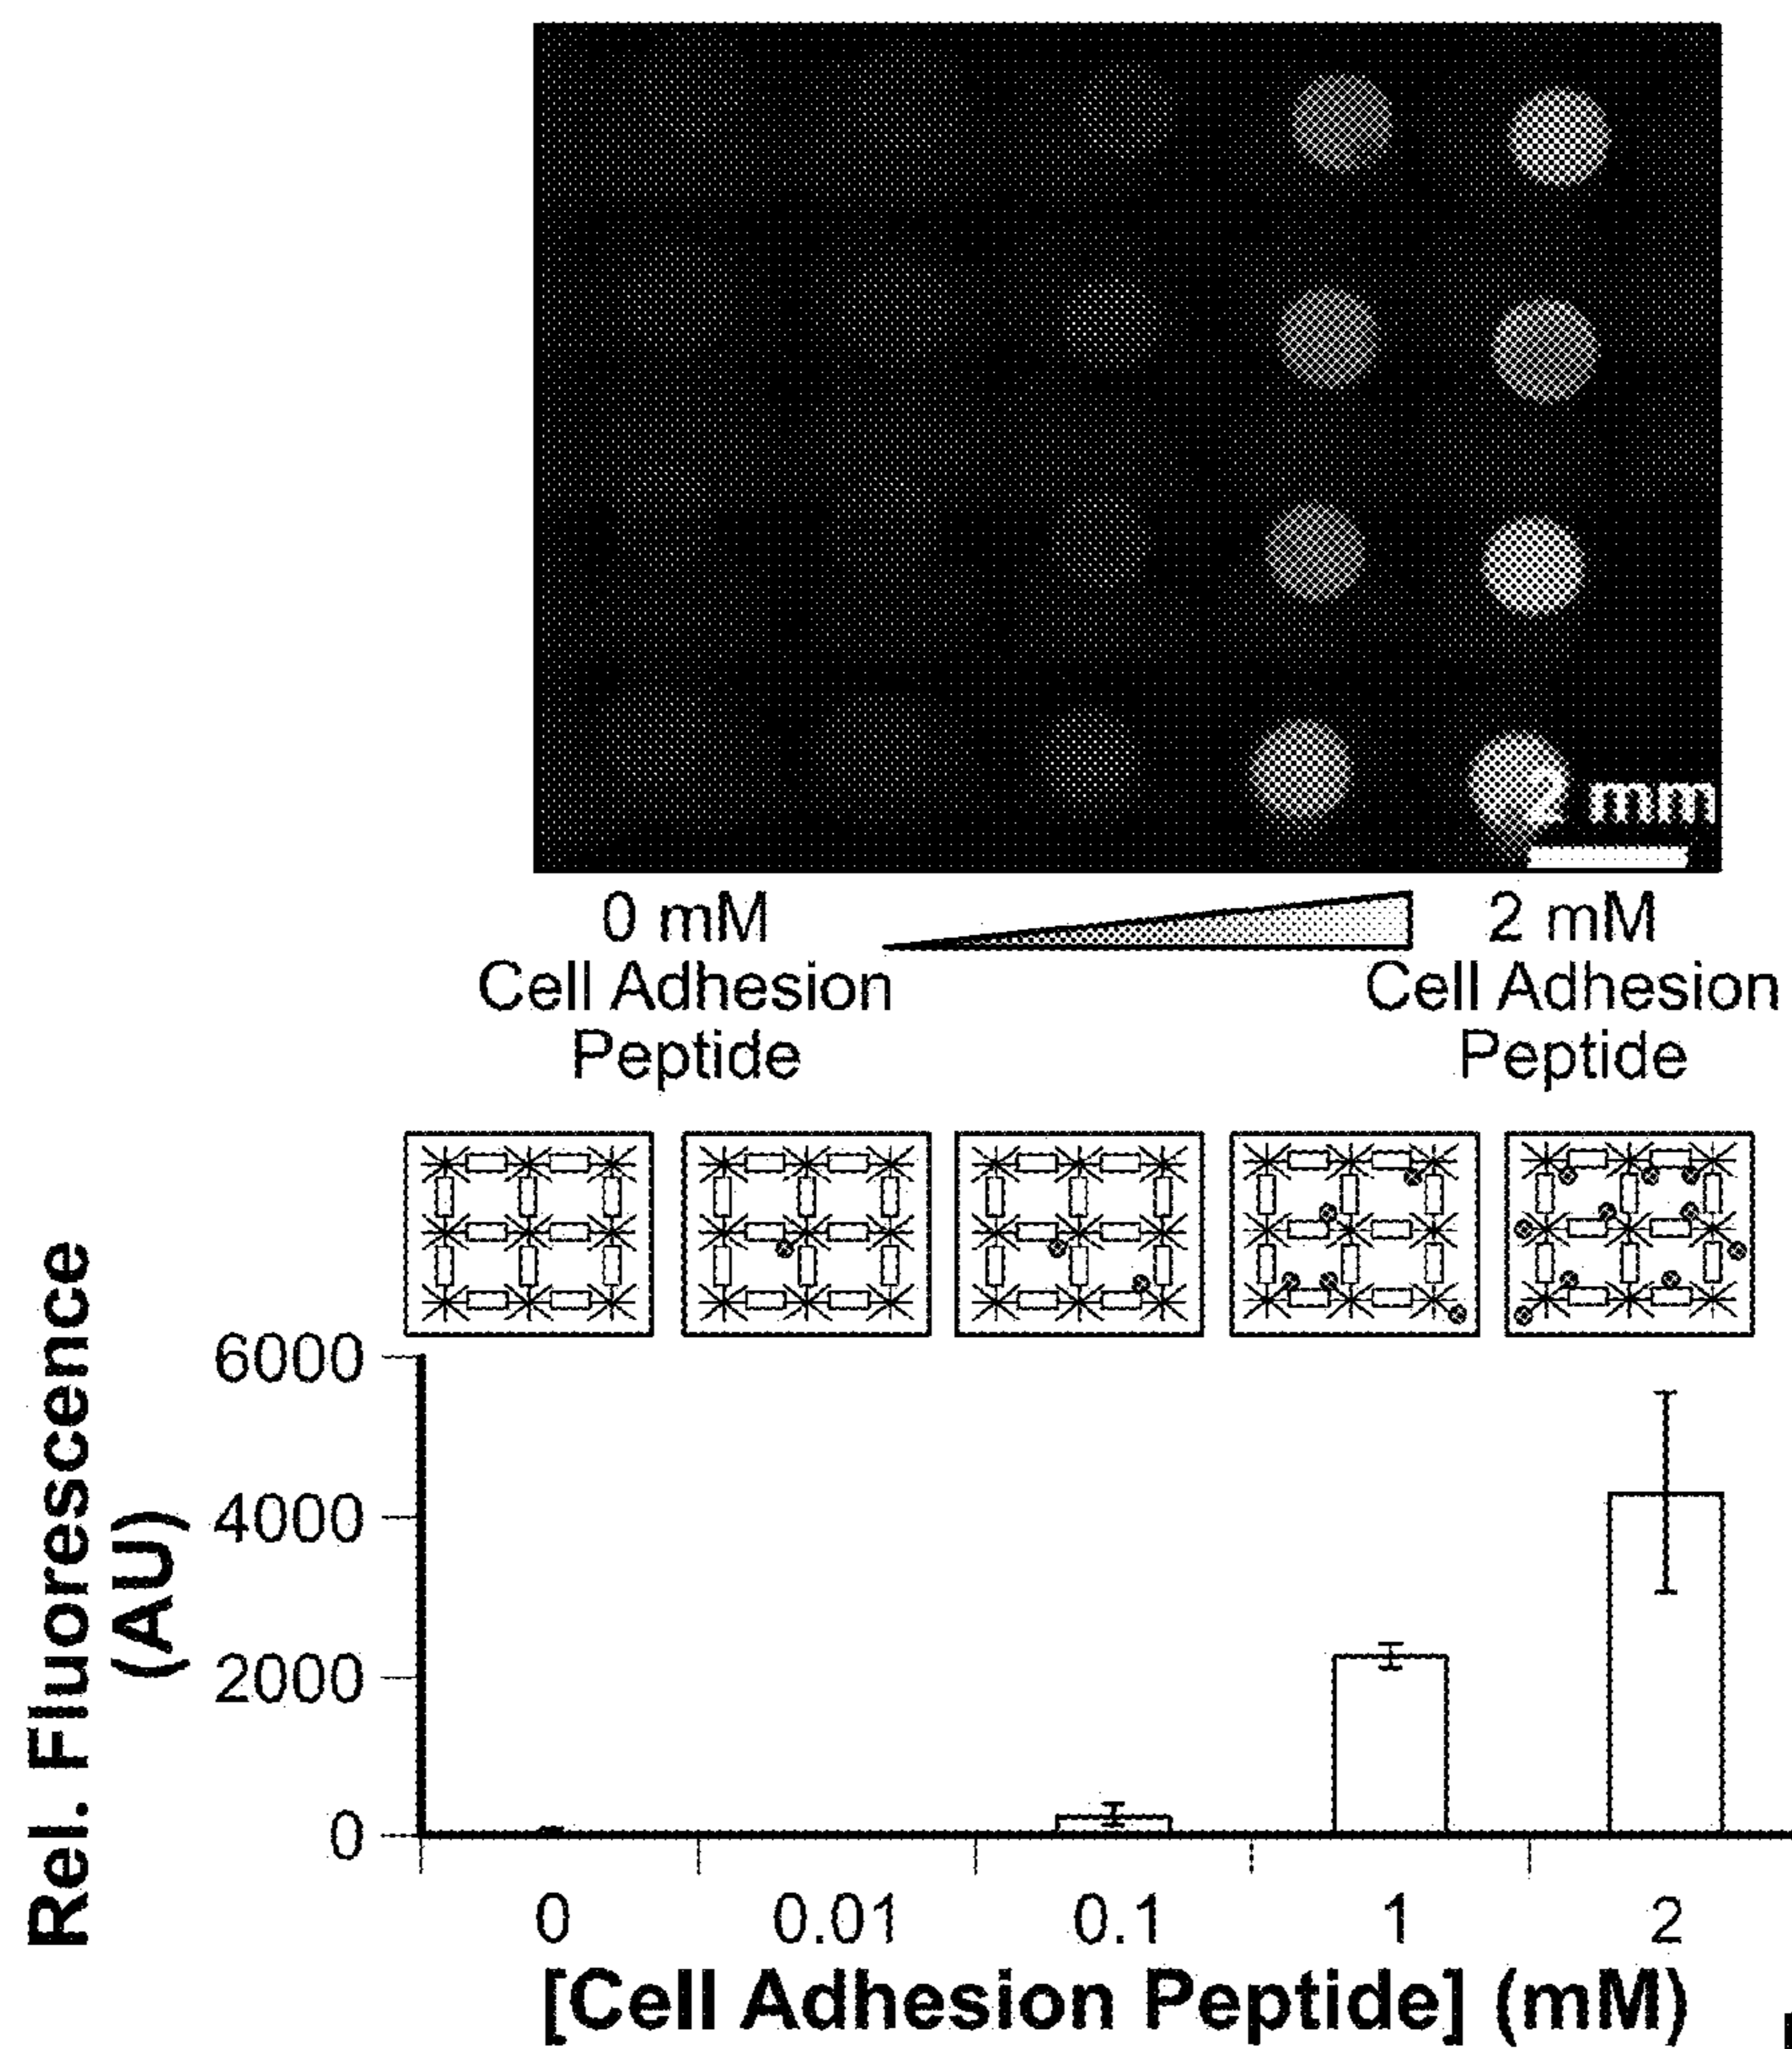 2 mm
0 mM
Cell Adhesion
Peptide
2 mM
Cell Adhesion
Peptide
Rel. Fluorescence
(AU)
6000
4000
2000
0
0 0.01 0.1 1 2
[Cell Adhesion Peptide] (mM)